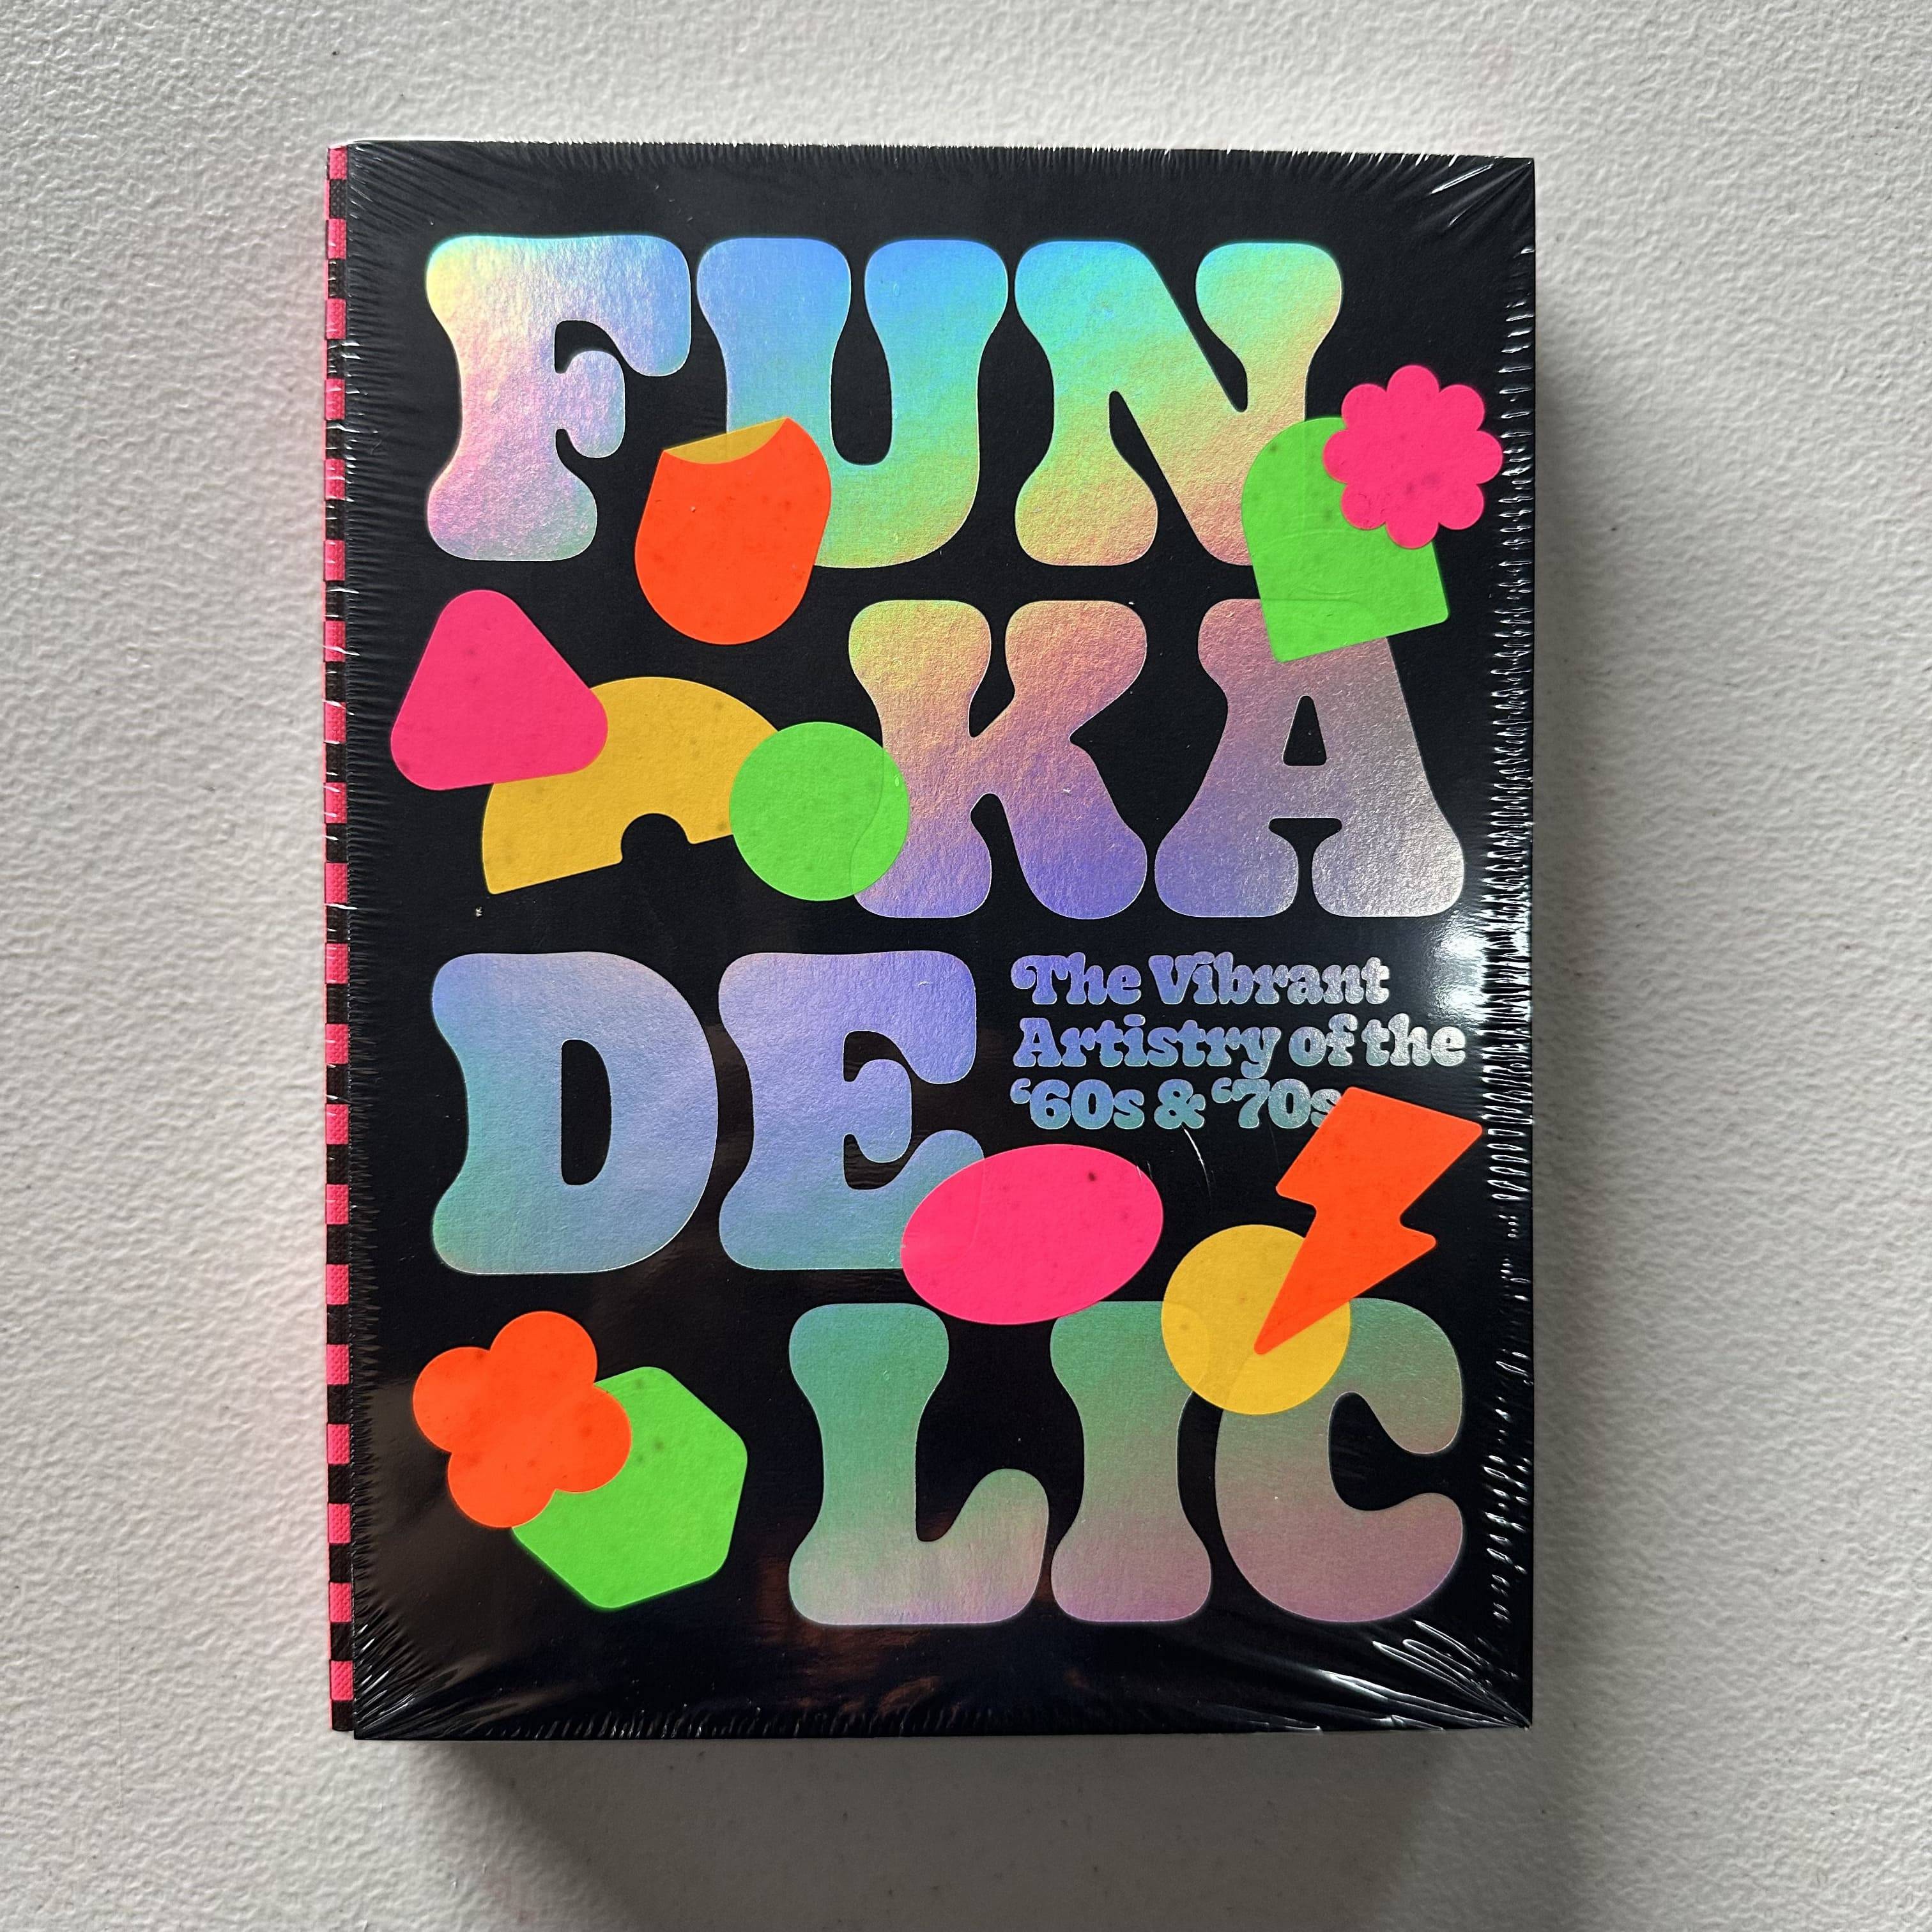 FUN
KA
DE
The Vibrant
Artistry of the
‘60s & ‘70s
LIC